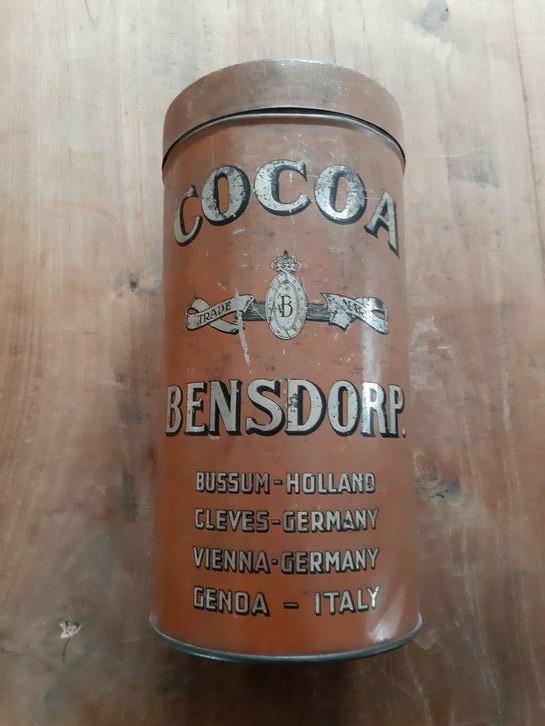 COCOA
TRADE MARK
B
BENSDORP.
BUSSUM-HOLLAND
CLEVES-GERMANY
VIENNA-GERMANY
GENOA - ITALY